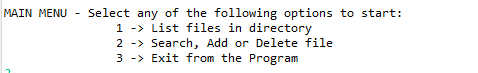 MAIN MENU - Select any of the following options to start:
1 -> List files in directory
2 -> Search, Add or Delete file
3 -> Exit from the Program